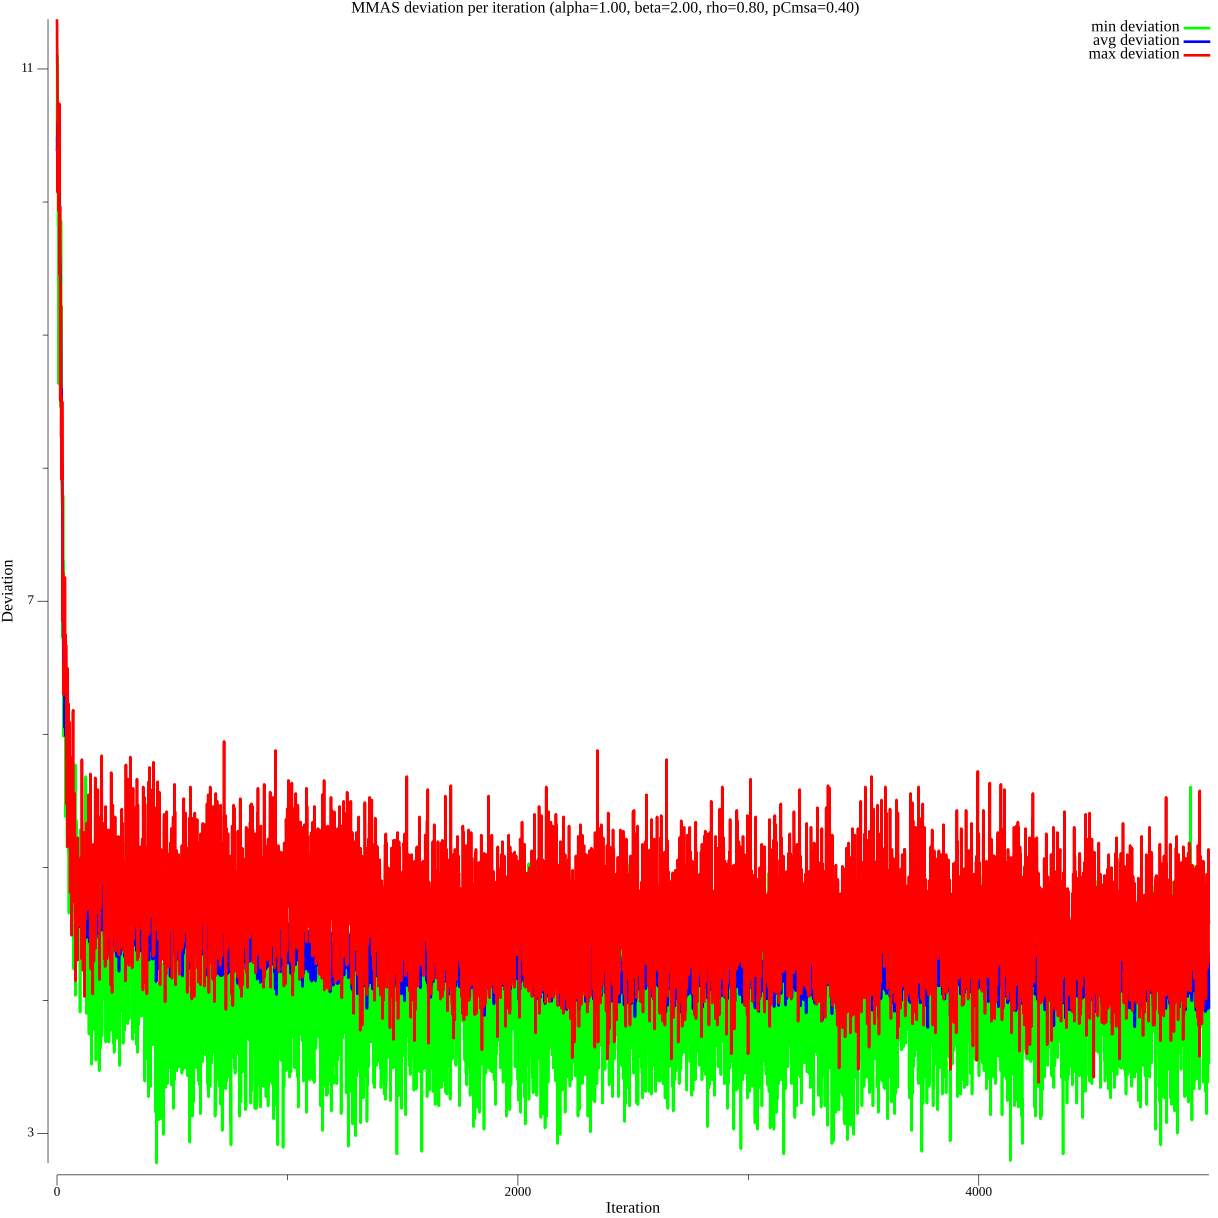 MMAS deviation per iteration (alpha=1.00, beta=2.00, rho=0.80, pCmsa=0.40)
min deviation
avg deviation
max deviation
11
7
3
Deviation
0
2000
4000
Iteration